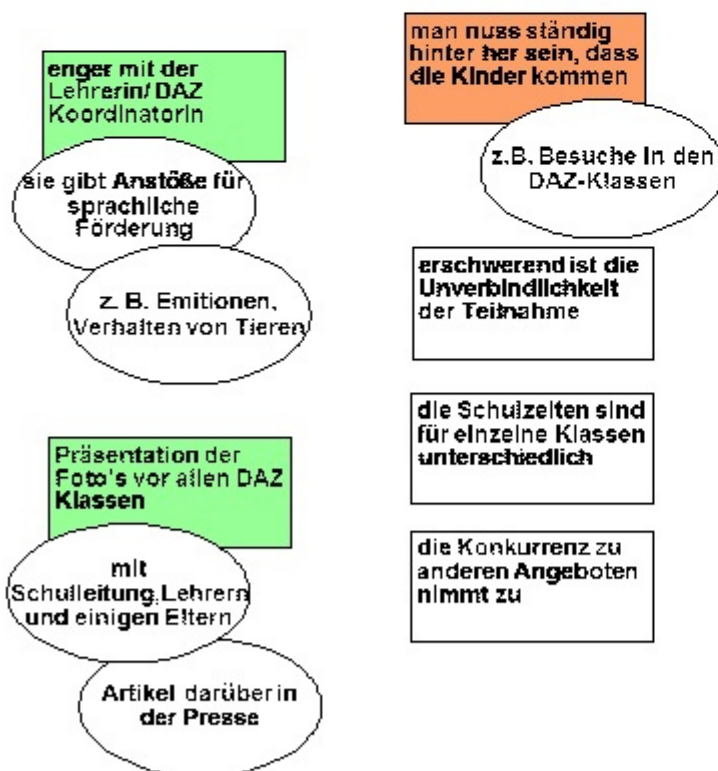 enger mit der
Lehrerin/ DAZ
Koordinatorin
sie gibt Anstöße für
sprachliche
Förderung
z. B. Emitionen,
Verhalten von Tieren
Präsentation der
Foto's vor allen DAZ
Klassen
mit
Schulleitung,Lehrern
und einigen Eltern
Artikel darüber in
der Presse
man nuss ständig
hinter her sein, dass
die Kinder kommen
z.B. Besuche in den
DAZ-Klassen
erschwerend ist die
Unverbindlichkeit
der Teilnahme
die Schulzeiten sind
für einzelne Klassen
unterschiedlich
die Konkurrenz zu
anderen Angeboten
nimmt zu